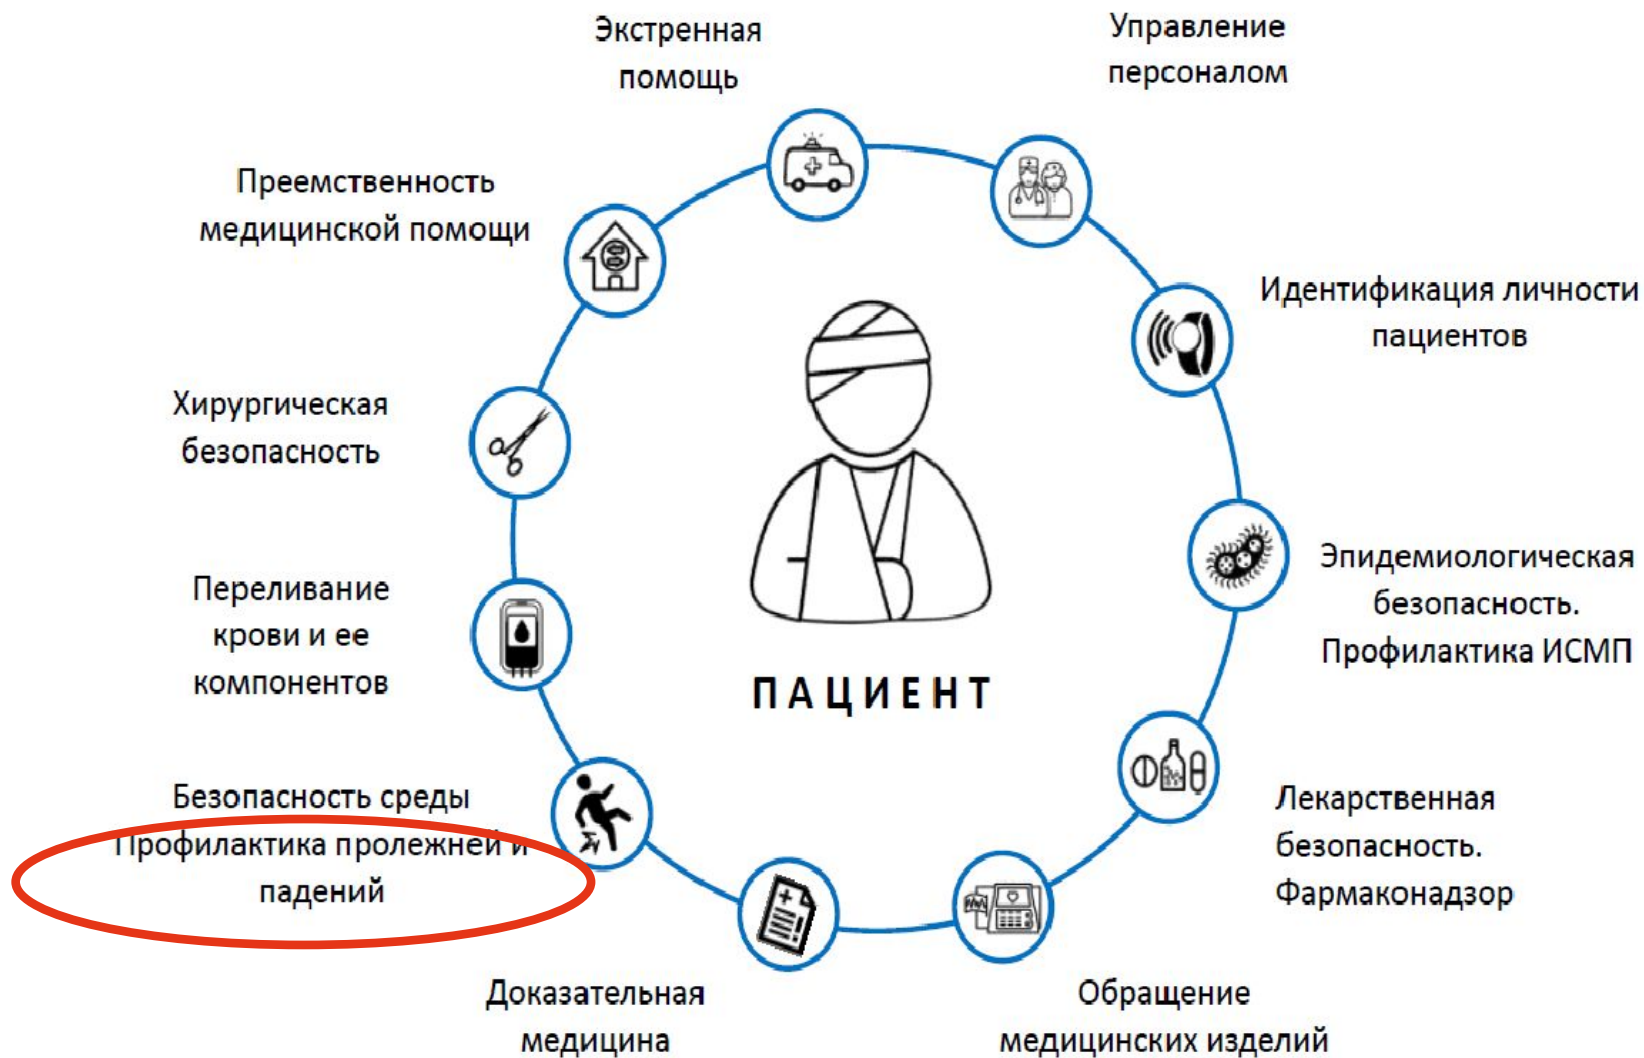 Экстренная
помощь
Управление
персоналом
Преемственность
медицинской помощи
Идентификация личности
пациентов
Хирургическая
безопасность
Эпидемиологическая
безопасность.
Профилактика ИСМП
Переливание
крови и ее
компонентов
ПАЦИЕНТ
Безопасность среды
Профилактика пролежней и
падений
Лекарственная
безопасность.
Фармаконадзор
Доказательная
медицина
Обращение
медицинских изделий